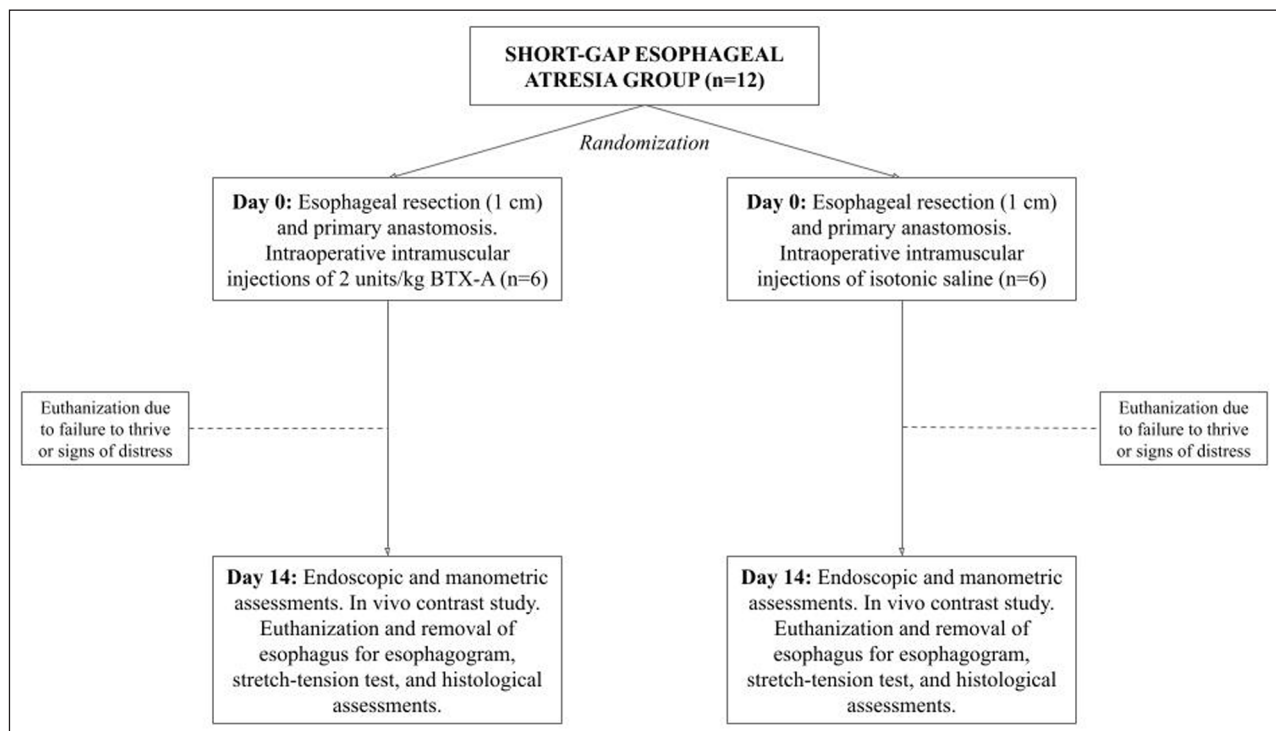 SHORT-GAP ESOPHAGEAL
ATRESIA GROUP (n=12)
Randomization
Day 0: Esophageal resection (1 cm)
and primary anastomosis.
Intraoperative intramuscular
injections of 2 units/kg BTX-A (n=6)
Day 0: Esophageal resection (1 cm)
and primary anastomosis.
Intraoperative intramuscular
injections of isotonic saline (n=6)
Euthanization due
to failure to thrive
or signs of distress
Euthanization due
to failure to thrive
or signs of distress
Day 14: Endoscopic and manometric
assessments. In vivo contrast study.
Euthanization and removal of
esophagus for esophagogram,
stretch-tension test, and histological
assessments.
Day 14: Endoscopic and manometric
assessments. In vivo contrast study.
Euthanization and removal of
esophagus for esophagogram,
stretch-tension test, and histological
assessments.